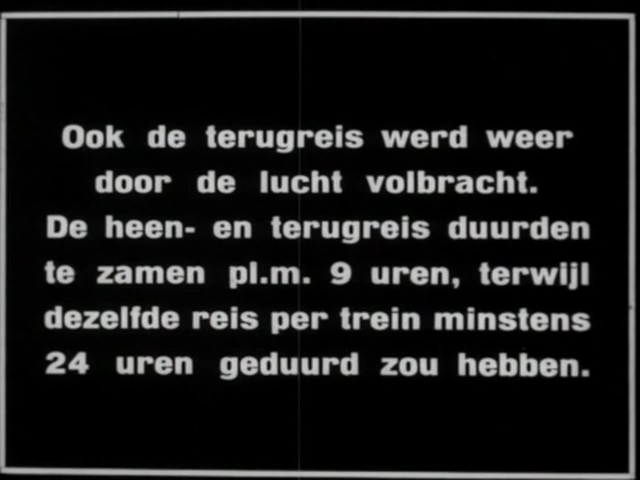 Ook de terugreis werd weer
door de lucht volbracht.
De heen- en terugreis duurden
te zamen pl.m. 9 uren, terwijl
dezelfde reis per trein minstens
24 uren geduurd zou hebben.